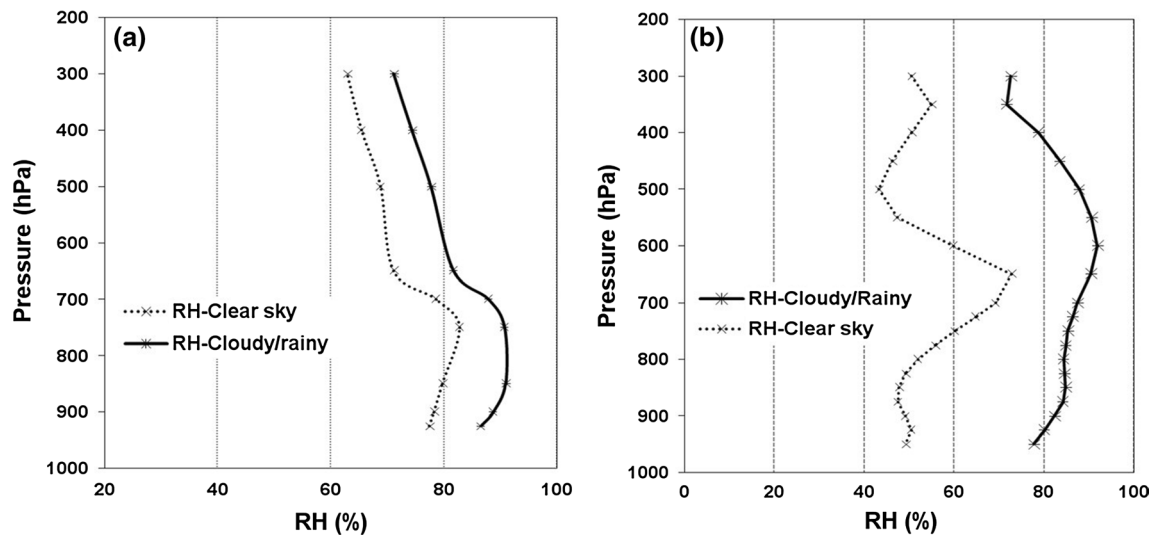 (a)
200
300
400
500
600
700
800
900
1000
Pressure (hPa)
RH-Clear sky
RH-Cloudy/rainy
20 40 60 80 100
RH (%)
(b)
200
300
400
500
600
700
800
900
1000
Pressure (hPa)
RH-Cloudy/Rainy
RH-Clear sky
0 20 40 60 80 100
RH (%)